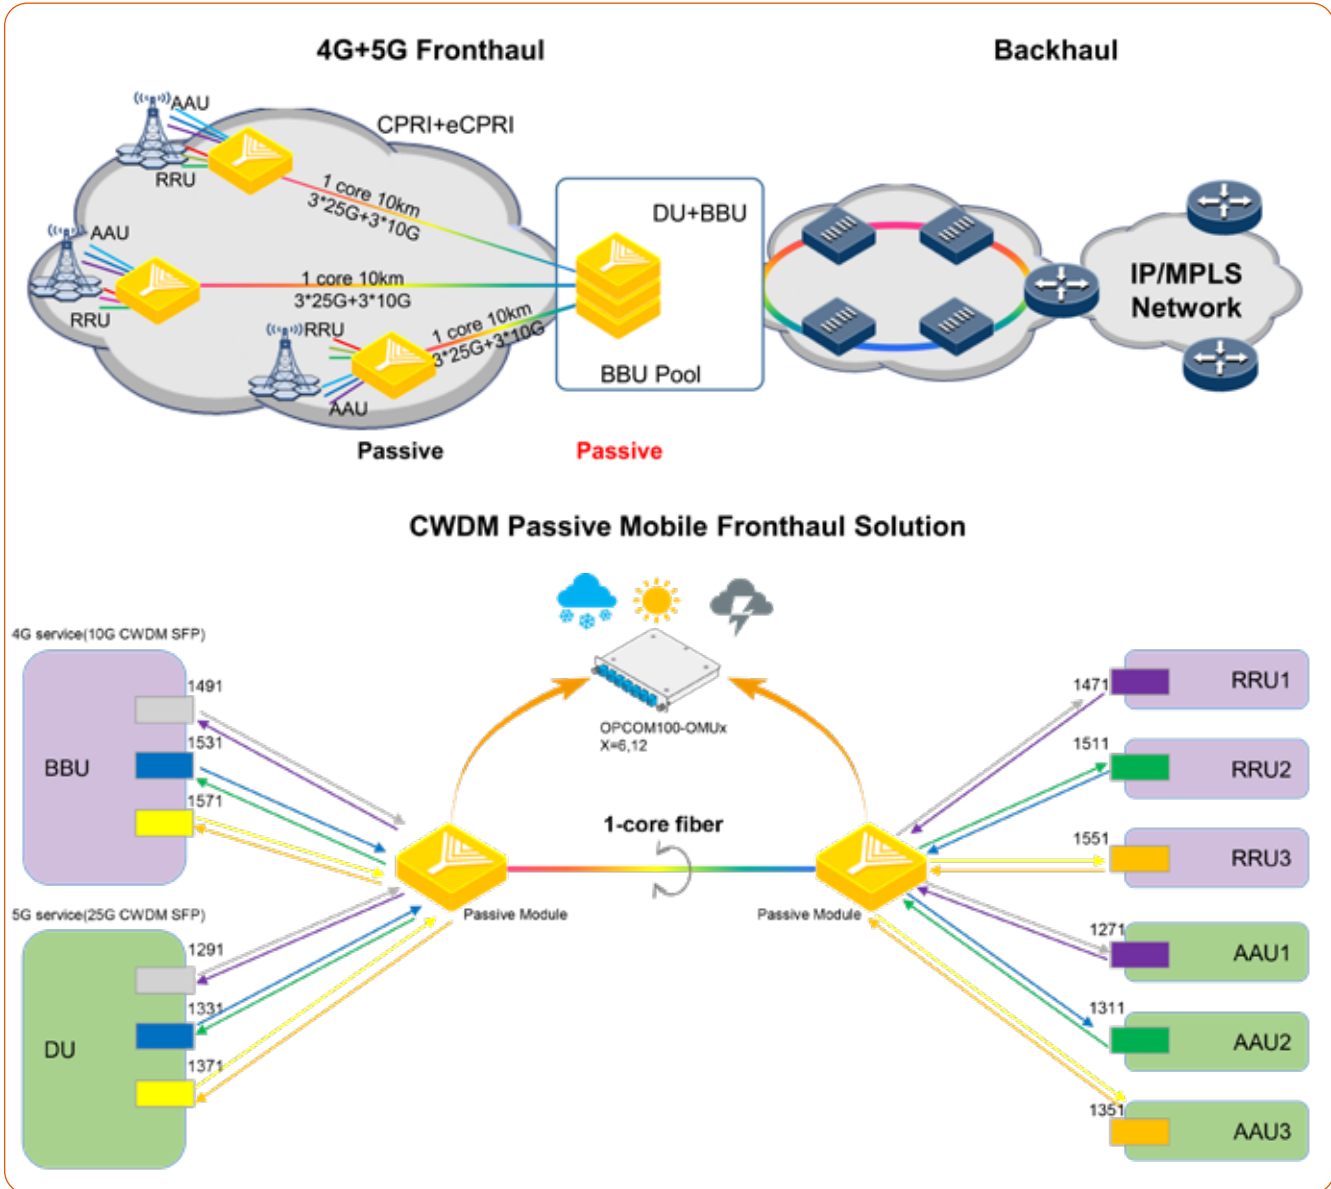 4G+5G Fronthaul
Backhaul
AAU
CPRI+eCPRI
RRU
1 core 10km
3*25G+3*10G
DU+BBU
AAU
1 core 10km
3*25G+3*10G
RRU
RRU
1 core 10km
3*25G+3*10G
AAU
BBU Pool
IP/MPLS
Network
Passive
Passive
CWDM Passive Mobile Fronthaul Solution
4G service(10G CWDM SFP)
1491
1531
BBU
1571
OPCOM100-OMUx
X=6,12
1-core fiber
Passive Module
Passive Module
5G service(25G CWDM SFP)
1291
1331
DU
1371
1471
RRU1
1511
RRU2
1551
RRU3
1271
AAU1
1311
AAU2
1351
AAU3